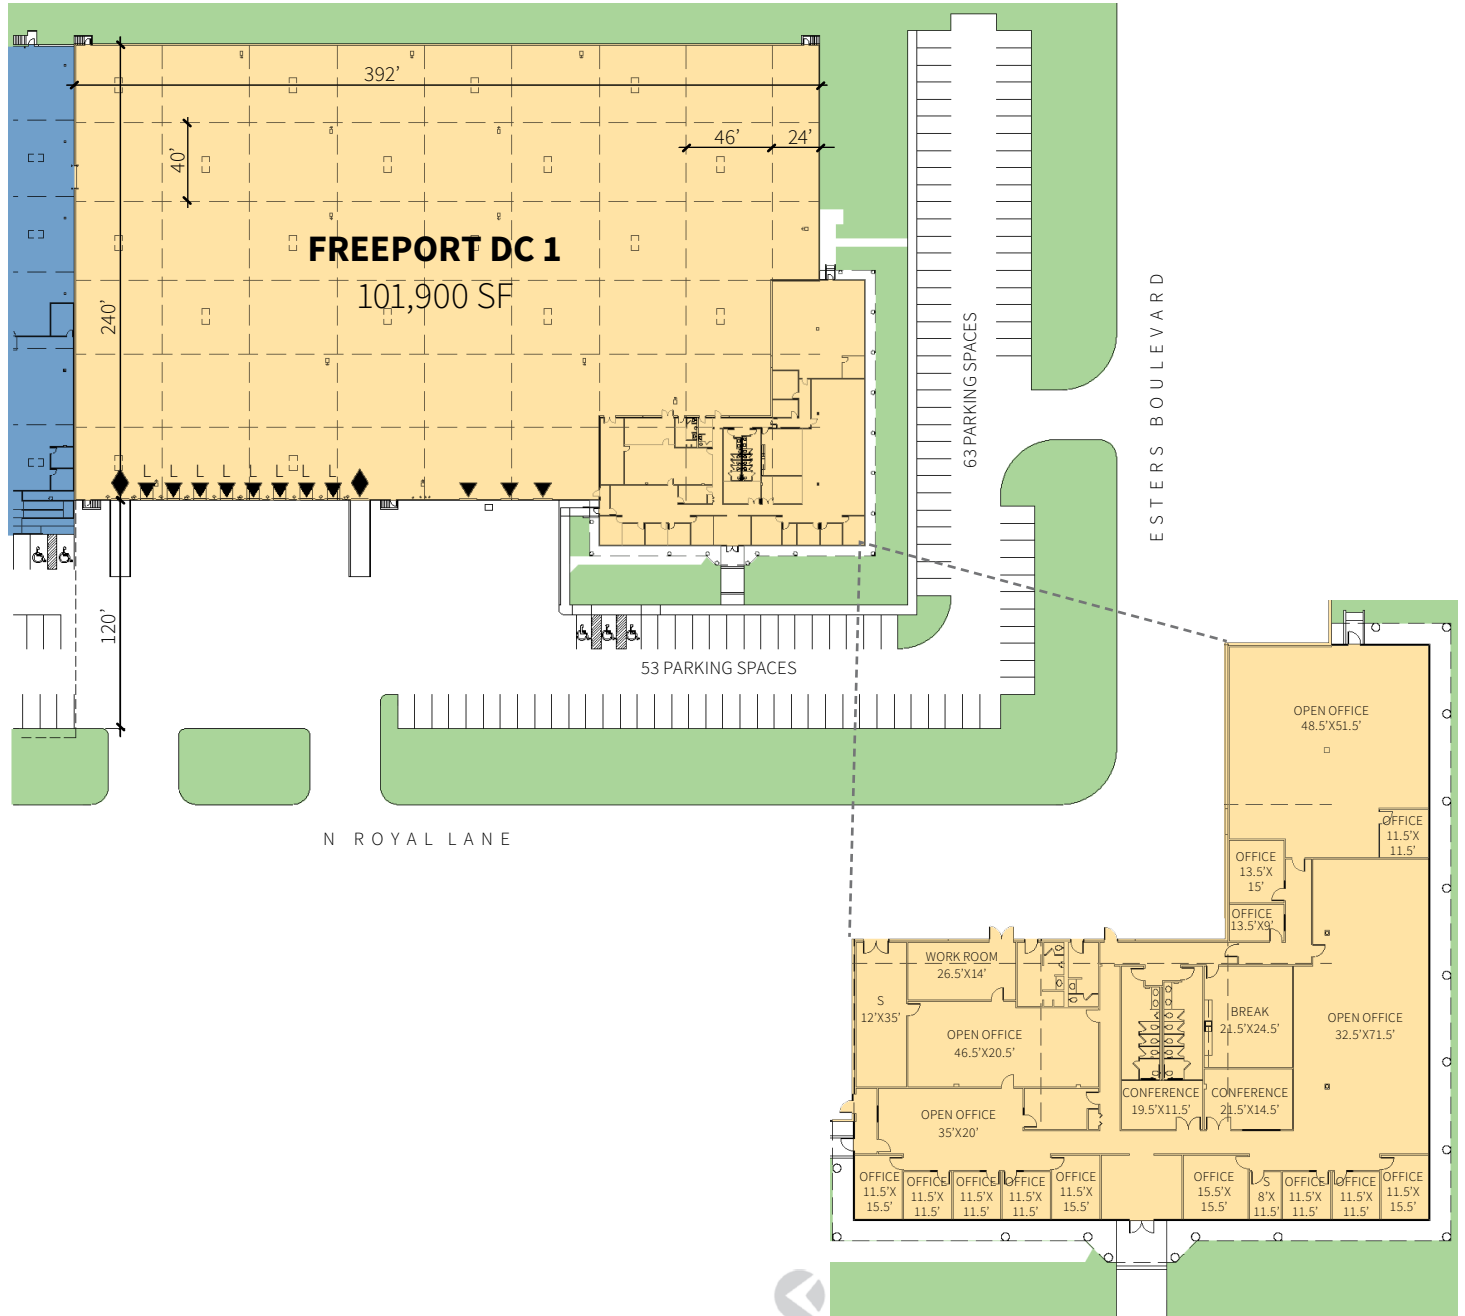 392’
46’
24’
40’
FREEPORT DC 1
101,900 SF
240’
L L L L L L L L
120’
63 PARKING SPACES
53 PARKING SPACES
ESTERS BOULEVARD
N ROYAL LANE
OPEN OFFICE
48.5’X51.5’
OFFICE
11.5’X
11.5’
OFFICE
13.5’X
15’
OFFICE
13.5’X9’
WORK ROOM
26.5’X14’
S
12’X35’
OPEN OFFICE
46.5’X20.5’
BREAK
21.5’X24.5’
OPEN OFFICE
32.5’X71.5’
CONFERENCE
19.5’X11.5’
CONFERENCE
21.5’X14.5’
OPEN OFFICE
35’X20’
OFFICE
11.5’X
15.5’
OFFICE
11.5’X
11.5’
OFFICE
11.5’X
11.5’
OFFICE
11.5’X
11.5’
OFFICE
11.5’X
15.5’
OFFICE
15.5’X
15.5’
S
8’X
11.5’
OFFICE
11.5’X
11.5’
OFFICE
11.5’X
11.5’
OFFICE
11.5’X
15.5’